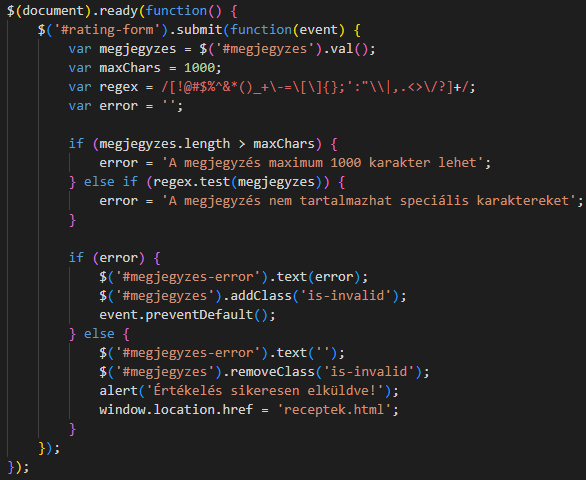 $(document).ready(function() {
    $('#rating-form').submit(function(event) {
        var megjegyzes = $('#megjegyzes').val();
        var maxChars = 1000;
        var regex = /[!@#$%^&*()_+\-=\[\]{};':"\\|,.<>\/?]+/;
        var error = '';

        if (megjegyzes.length > maxChars) {
            error = 'A megjegyzés maximum 1000 karakter lehet';
        } else if (regex.test(megjegyzes)) {
            error = 'A megjegyzés nem tartalmazhat speciális karaktereket';
        }

        if (error) {
            $('#megjegyzes-error').text(error);
            $('#megjegyzes').addClass('is-invalid');
            event.preventDefault();
        } else {
            $('#megjegyzes-error').text('');
            $('#megjegyzes').removeClass('is-invalid');
            alert('Értékelés sikeresen elküldve!');
            window.location.href = 'receptek.html';
        }
    });
});